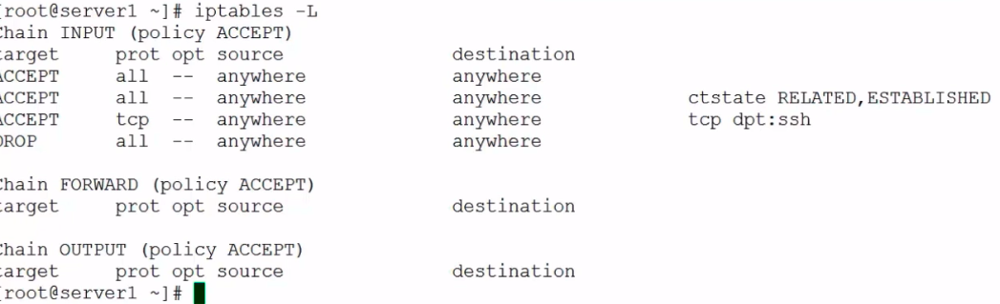 [root@server1 ~]# iptables -L
Chain INPUT (policy ACCEPT)
target     prot opt source               destination
ACCEPT     all  --  anywhere             anywhere
ACCEPT     all  --  anywhere             anywhere             ctstate RELATED,ESTABLISHED
ACCEPT     tcp  --  anywhere             anywhere             tcp dpt:ssh
DROP       all  --  anywhere             anywhere

Chain FORWARD (policy ACCEPT)
target     prot opt source               destination

Chain OUTPUT (policy ACCEPT)
target     prot opt source               destination
[root@server1 ~]#